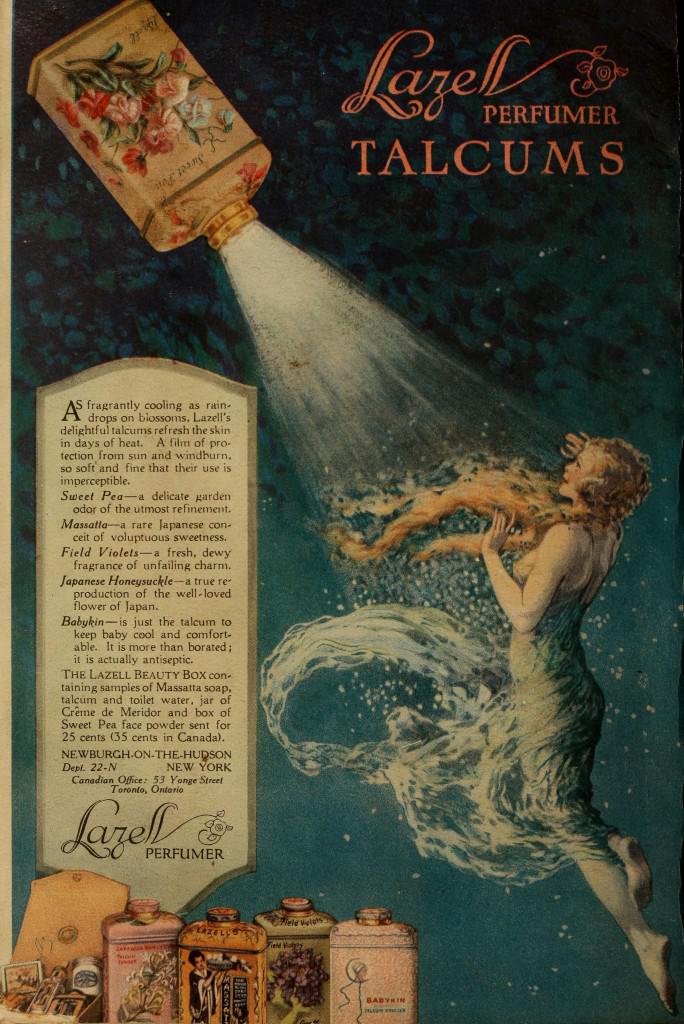 Lazell
PERFUMER
TALCUMS
Sweet Pea
AS fragrantly cooling as rain-
drops on blossoms, Lazell's
delightful talcums refresh the skin
in days of heat. A film of pro-
tection from sun and windburn,
so soft and fine that their use is
imperceptible.
Sweet Pea—a delicate garden
odor of the utmost refinement.
Massatta—a rare Japanese con-
ceit of voluptuous sweetness.
Field Violets—a fresh, dewy
fragrance of unfailing charm.
Japanese Honeysuckle—a true re-
production of the well-loved
flower of Japan.
Babykin—is just the talcum to
keep baby cool and comfort-
able. It is more than borated;
it is actually antiseptic.
THE LAZELL BEAUTY BOX con-
taining samples of Massatta soap,
talcum and toilet water, jar of
Crême de Meridor and box of
Sweet Pea face powder sent for
25 cents (35 cents in Canada).
NEWBURGH-ON-THE-HUDSON
Dept. 22-N NEW YORK
Canadian Office: 53 Yonge Street
Toronto, Ontario
Lazell
PERFUMER
LAZELL'S
MASSATTA
Field Violets
Field Violets
BABYKIN
TALCUM POWDER